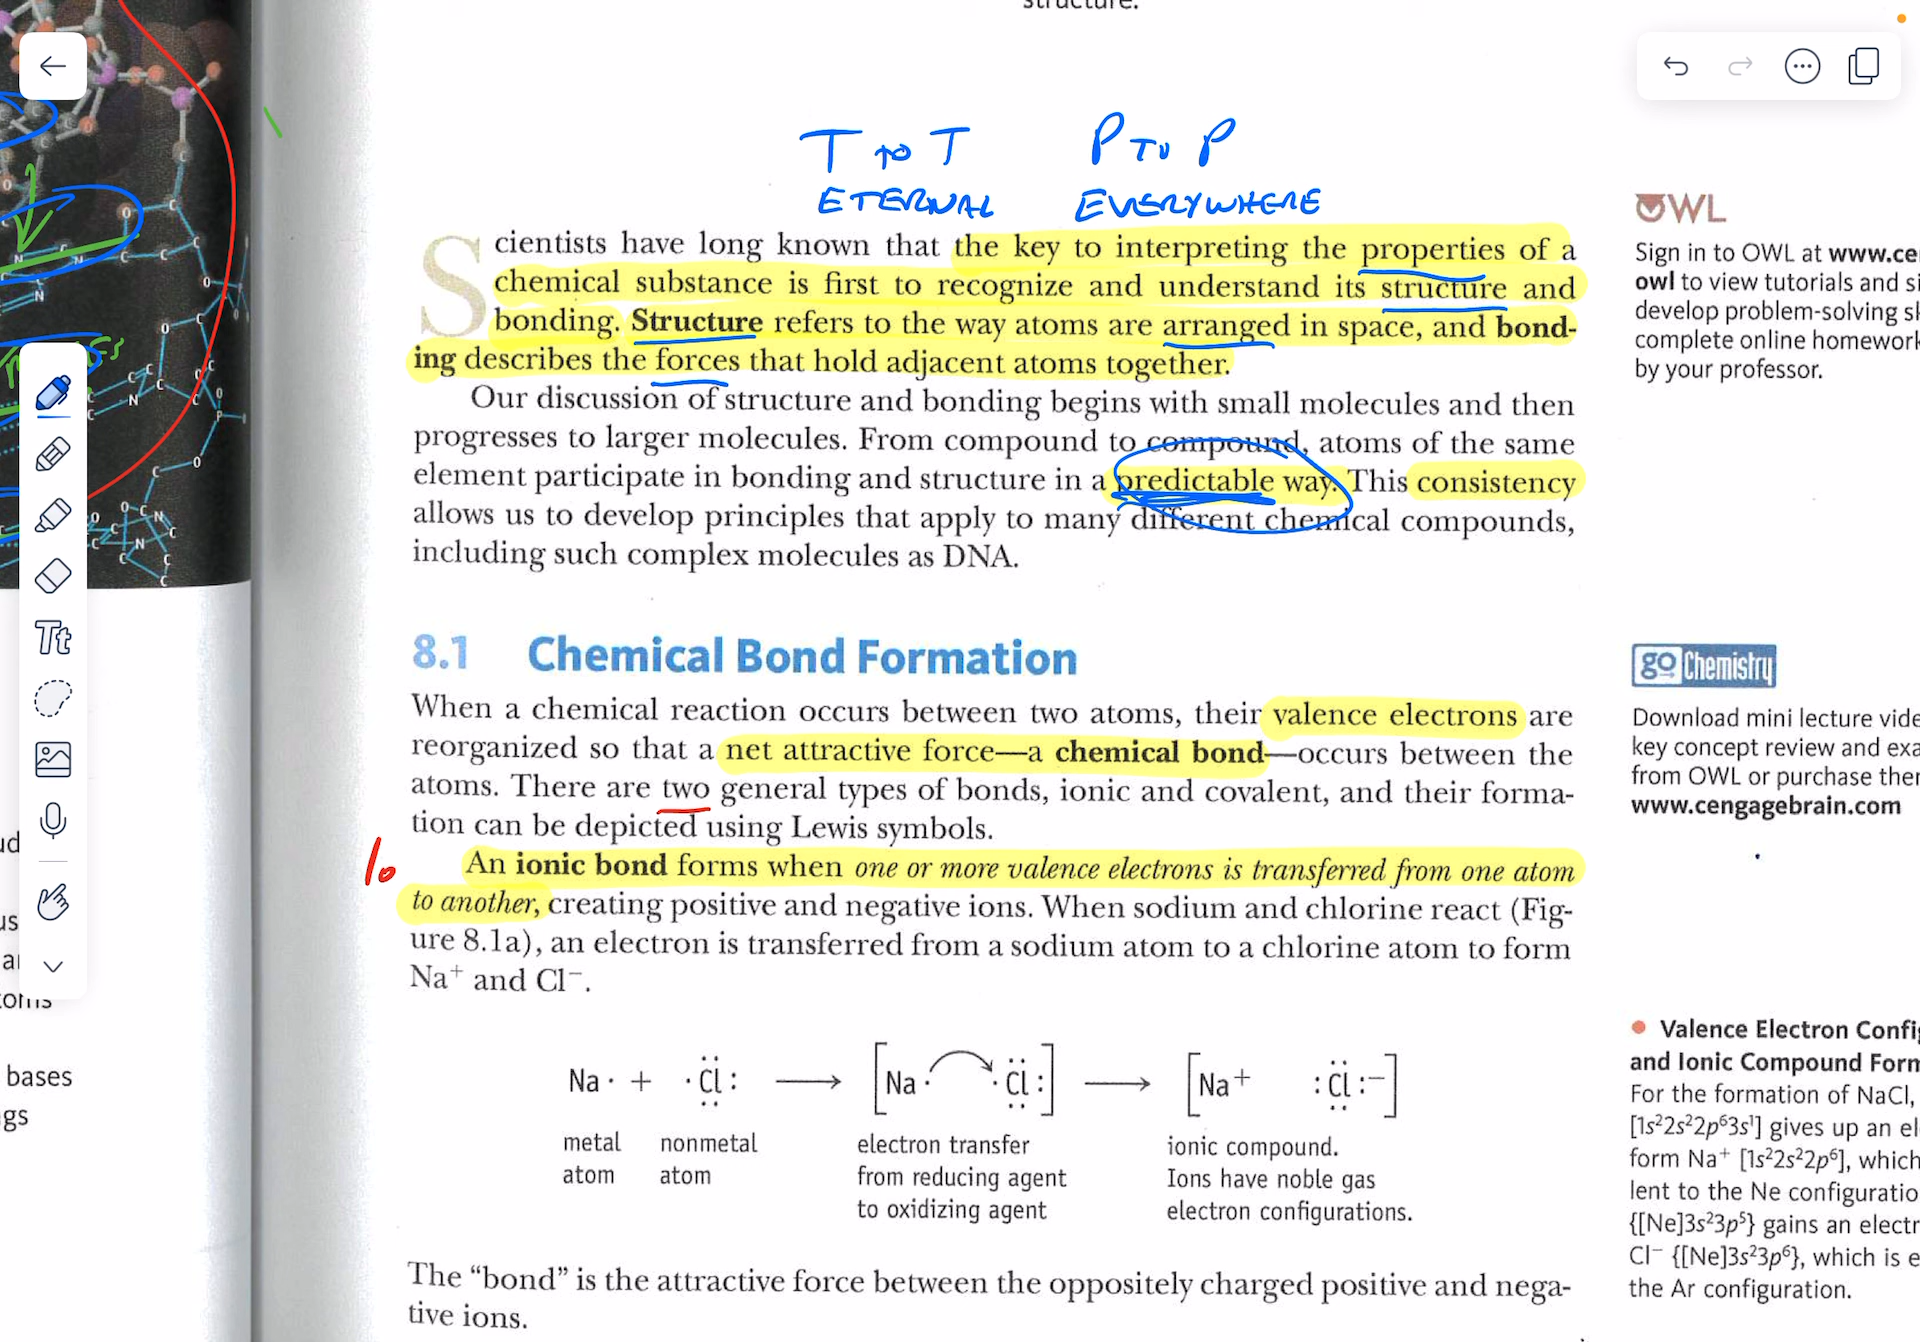 structure.
T TO T P TO P
ETERNAL EVERYWHERE
Scientists have long known that the key to interpreting the properties of a
chemical substance is first to recognize and understand its structure and
bonding. Structure refers to the way atoms are arranged in space, and bond-
ing describes the forces that hold adjacent atoms together.
Our discussion of structure and bonding begins with small molecules and then
progresses to larger molecules. From compound to compound, atoms of the same
element participate in bonding and structure in a predictable way. This consistency
allows us to develop principles that apply to many different chemical compounds,
including such complex molecules as DNA.
8.1 Chemical Bond Formation
When a chemical reaction occurs between two atoms, their valence electrons are
reorganized so that a net attractive force—a chemical bond—occurs between the
atoms. There are two general types of bonds, ionic and covalent, and their forma-
tion can be depicted using Lewis symbols.
An ionic bond forms when one or more valence electrons is transferred from one atom
to another, creating positive and negative ions. When sodium and chlorine react (Fig-
ure 8.1a), an electron is transferred from a sodium atom to a chlorine atom to form
Na⁺ and Cl⁻.
Na· + ·Cl: ⟶ [Na· ·Cl:] ⟶ [Na⁺ :Cl:⁻]
metal nonmetal electron transfer ionic compound.
atom atom from reducing agent Ions have noble gas
to oxidizing agent electron configurations.
The “bond” is the attractive force between the oppositely charged positive and nega-
tive ions.
OWL
Sign in to OWL at www.ce
owl to view tutorials and si
develop problem-solving sk
complete online homework
by your professor.
go Chemistry
Download mini lecture vide
key concept review and exa
from OWL or purchase them
www.cengagebrain.com
• Valence Electron Config
and Ionic Compound Form
For the formation of NaCl,
[1s²2s²2p⁶3s¹] gives up an el
form Na⁺ [1s²2s²2p⁶], which
lent to the Ne configuratio
{[Ne]3s²3p⁵} gains an electr
Cl⁻ {[Ne]3s²3p⁶}, which is e
the Ar configuration.
bases
gs
Tt